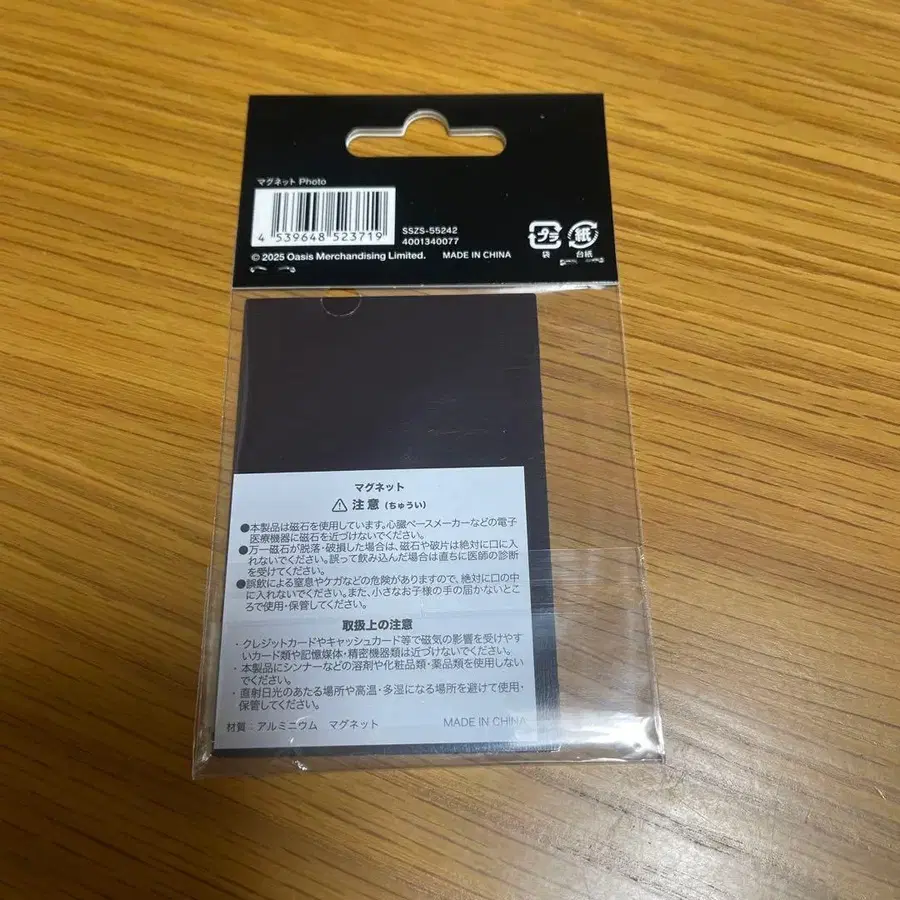 マグネット Photo
4 539648 523719
SSZS-55242
4001340077
© 2025 Oasis Merchandising Limited. MADE IN CHINA
プラ
袋
紙
台紙
マグネット
⚠ 注意 (ちゅうい)
●本製品は磁石を使用しています。心臓ペースメーカーなどの電子
医療機器に磁石を近づけないでください。
●万一磁石が脱落・破損した場合は、磁石や破片は絶対に口に入
れないでください。誤って飲み込んだ場合は直ちに医師の診断
を受けてください。
●誤飲による窒息やケガなどの危険がありますので、絶対に口の中
に入れないでください。また、小さなお子様の手の届かないとこ
ろで使用・保管してください。
取扱上の注意
・クレジットカードやキャッシュカード等で磁気の影響を受けやす
いカード類や記憶媒体・精密機器類は近づけないでください。
・本製品にシンナーなどの溶剤や化粧品類・薬品類を使用しない
でください。
・直射日光のあたる場所や高温・多湿になる場所を避けて使用・
保管してください。
材質：アルミニウム　マグネット　MADE IN CHINA